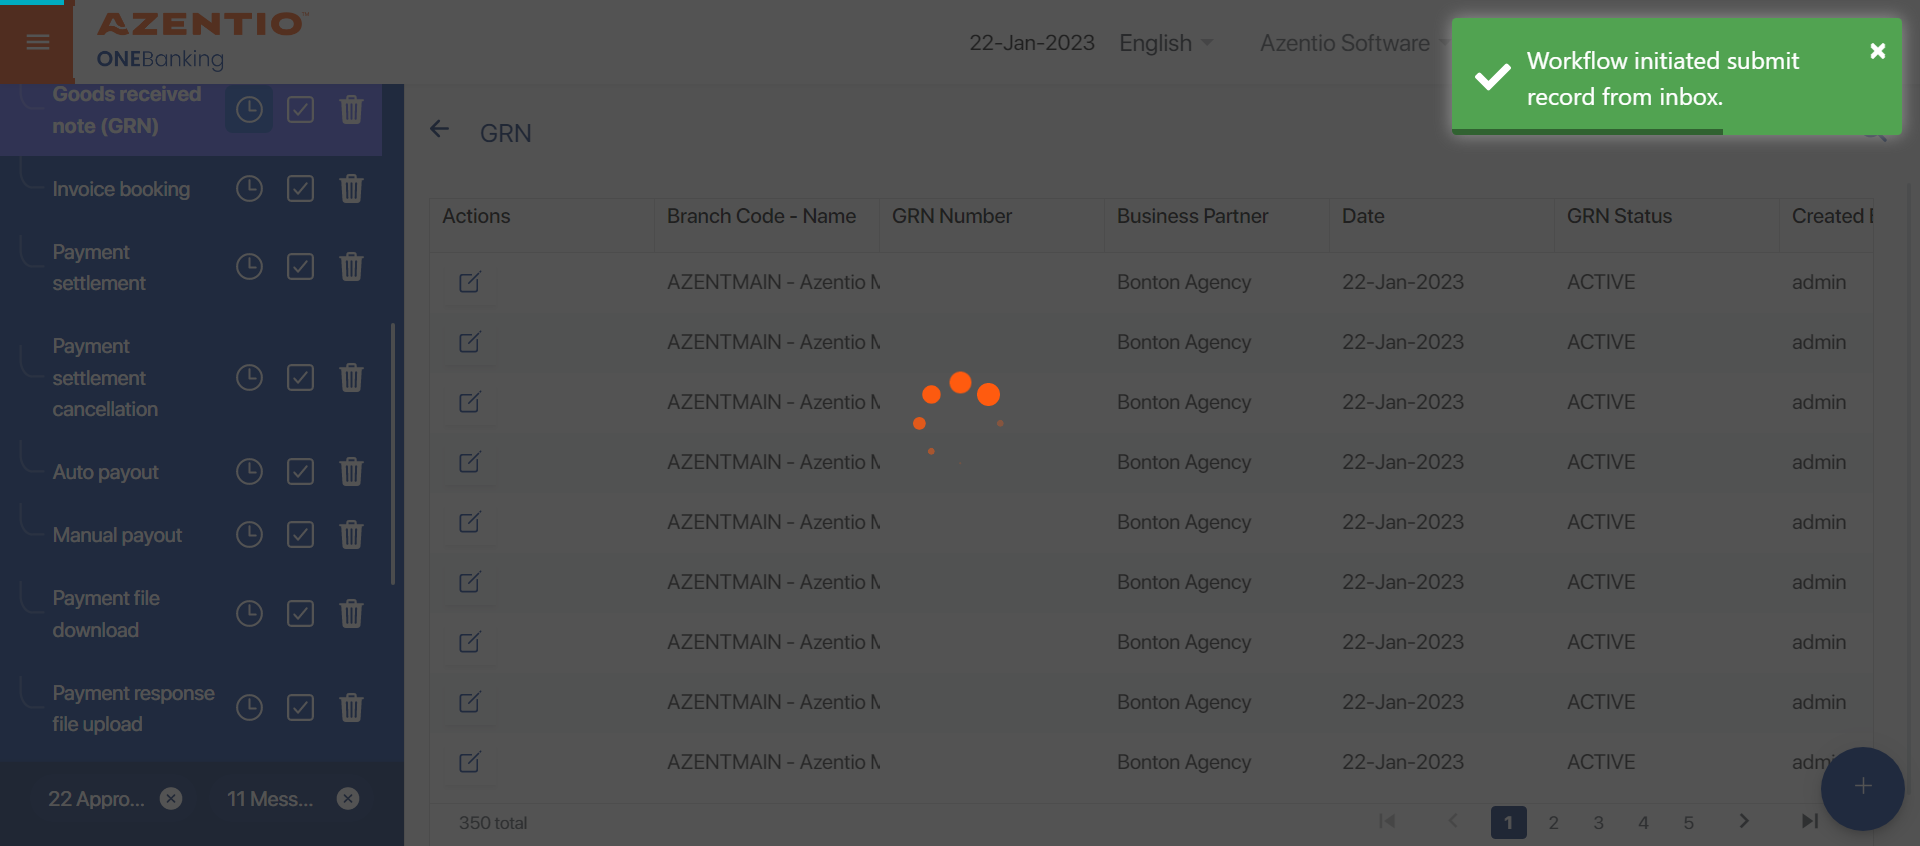 AZENTIO™
ONEBanking
22-Jan-2023
English
Azentio Software
Workflow initiated submit
record from inbox.
Goods received
note (GRN)
Invoice booking
Payment
settlement
Payment
settlement
cancellation
Auto payout
Manual payout
Payment file
download
Payment response
file upload
22 Appro...
11 Mess...
GRN
Actions Branch Code - Name GRN Number Business Partner Date GRN Status Created
AZENTMAIN - Azentio Bonton Agency 22-Jan-2023 ACTIVE admin
AZENTMAIN - Azentio Bonton Agency 22-Jan-2023 ACTIVE admin
AZENTMAIN - Azentio Bonton Agency 22-Jan-2023 ACTIVE admin
AZENTMAIN - Azentio Bonton Agency 22-Jan-2023 ACTIVE admin
AZENTMAIN - Azentio Bonton Agency 22-Jan-2023 ACTIVE admin
AZENTMAIN - Azentio Bonton Agency 22-Jan-2023 ACTIVE admin
AZENTMAIN - Azentio Bonton Agency 22-Jan-2023 ACTIVE admin
AZENTMAIN - Azentio Bonton Agency 22-Jan-2023 ACTIVE admin
AZENTMAIN - Azentio Bonton Agency 22-Jan-2023 ACTIVE
350 total
1 2 3 4 5